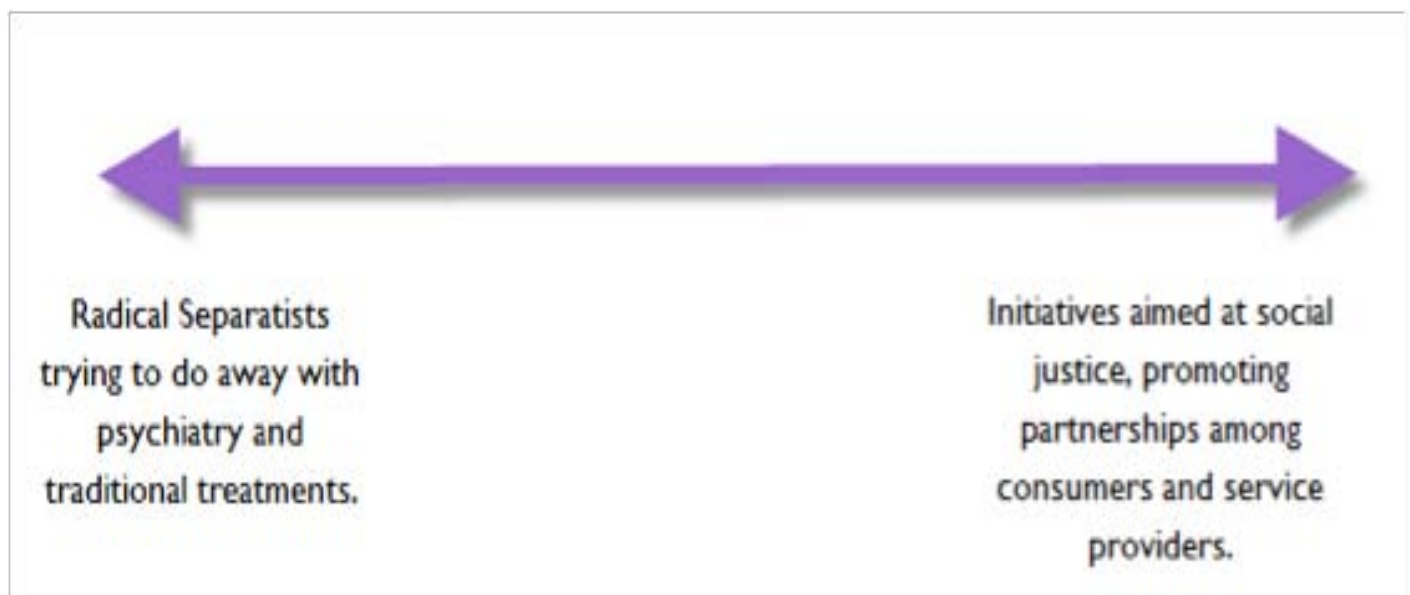 Radical Separatists
trying to do away with
psychiatry and
traditional treatments.
Initiatives aimed at social
justice, promoting
partnerships among
consumers and service
providers.